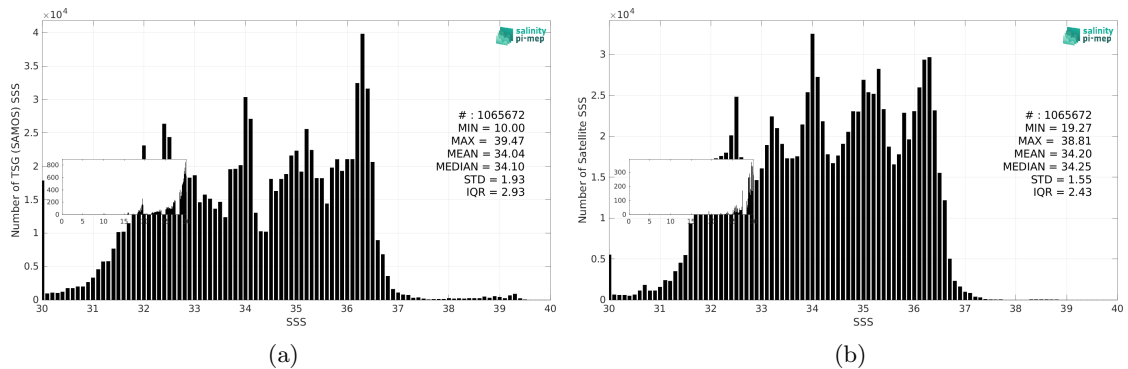 ×10⁴
4
3.5
3
2.5
2
1.5
1
0.5
0
Number of TSG (SAMOS) SSS
salinity
pi-mep
# : 1065672
MIN = 10.00
MAX = 39.47
MEAN = 34.04
MEDIAN = 34.10
STD = 1.93
IQR = 2.93
800
600
400
200
0
0 5 10 15
30 31 32 33 34 35 36 37 38 39 40
SSS
(a)
×10⁴
3
2.5
2
1.5
1
0.5
0
Number of Satellite SSS
salinity
pi-mep
# : 1065672
MIN = 19.27
MAX = 38.81
MEAN = 34.20
MEDIAN = 34.25
STD = 1.55
IQR = 2.43
300
200
100
0
0 5 10 15
30 31 32 33 34 35 36 37 38 39 40
SSS
(b)